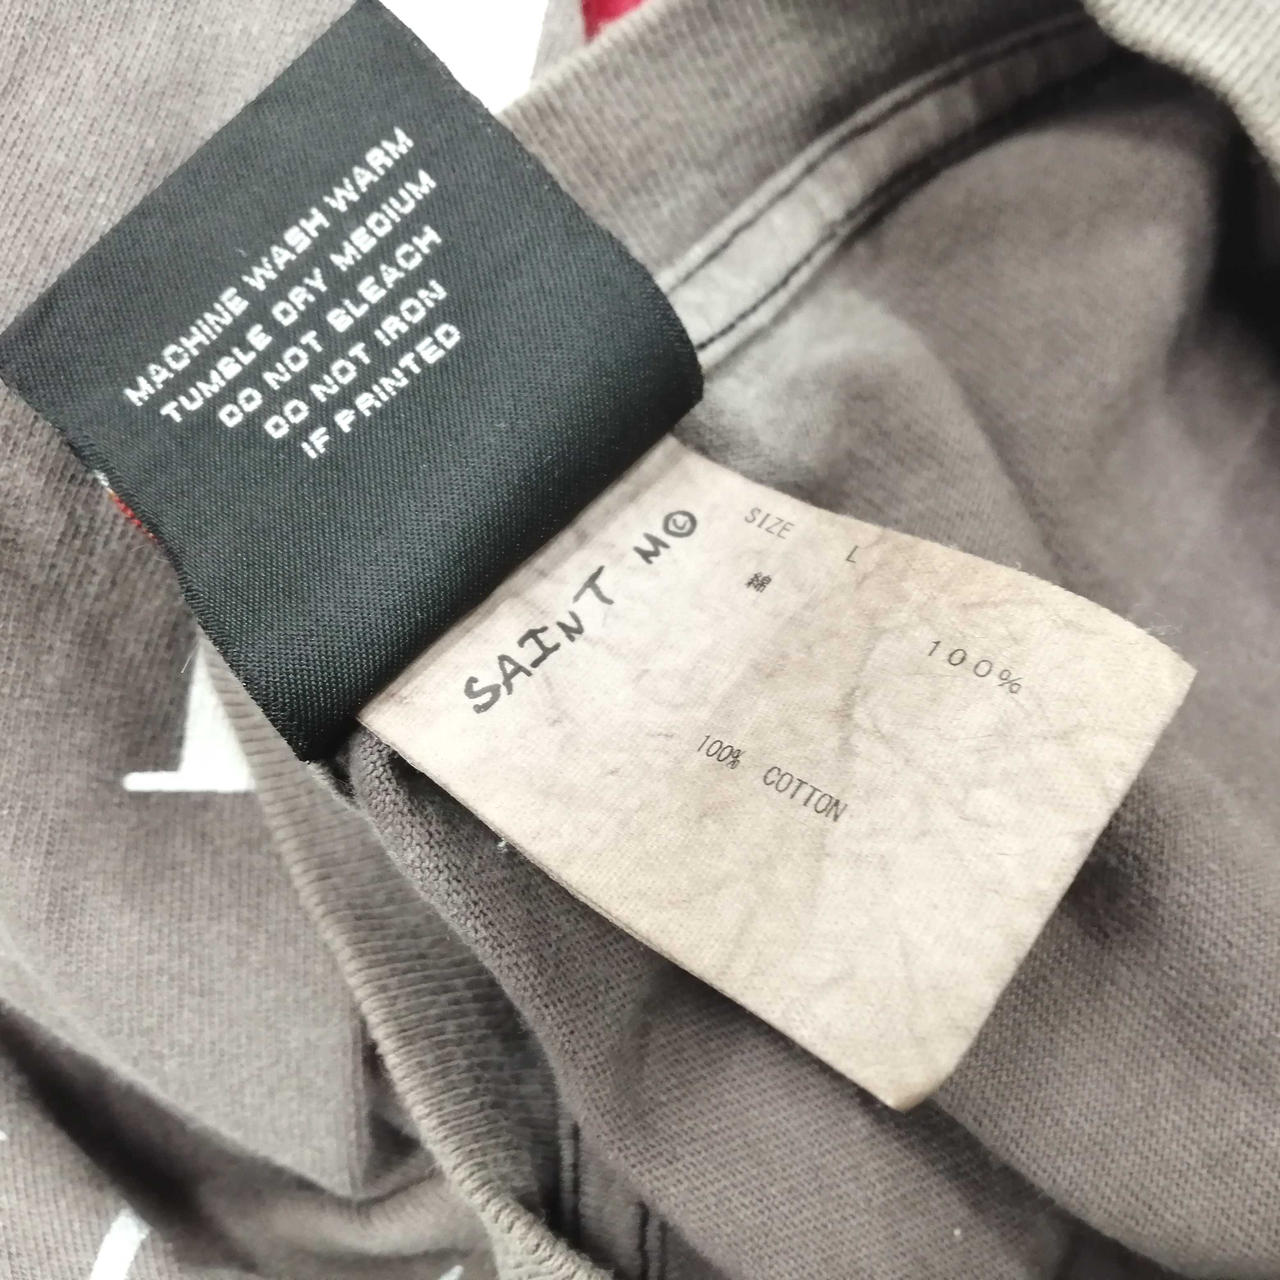 MACHINE WASH WARM
TUMBLE DRY MEDIUM
DO NOT BLEACH
DO NOT IRON
IF PRINTED
SAINT M©
SIZE L
綿 100%
100% COTTON